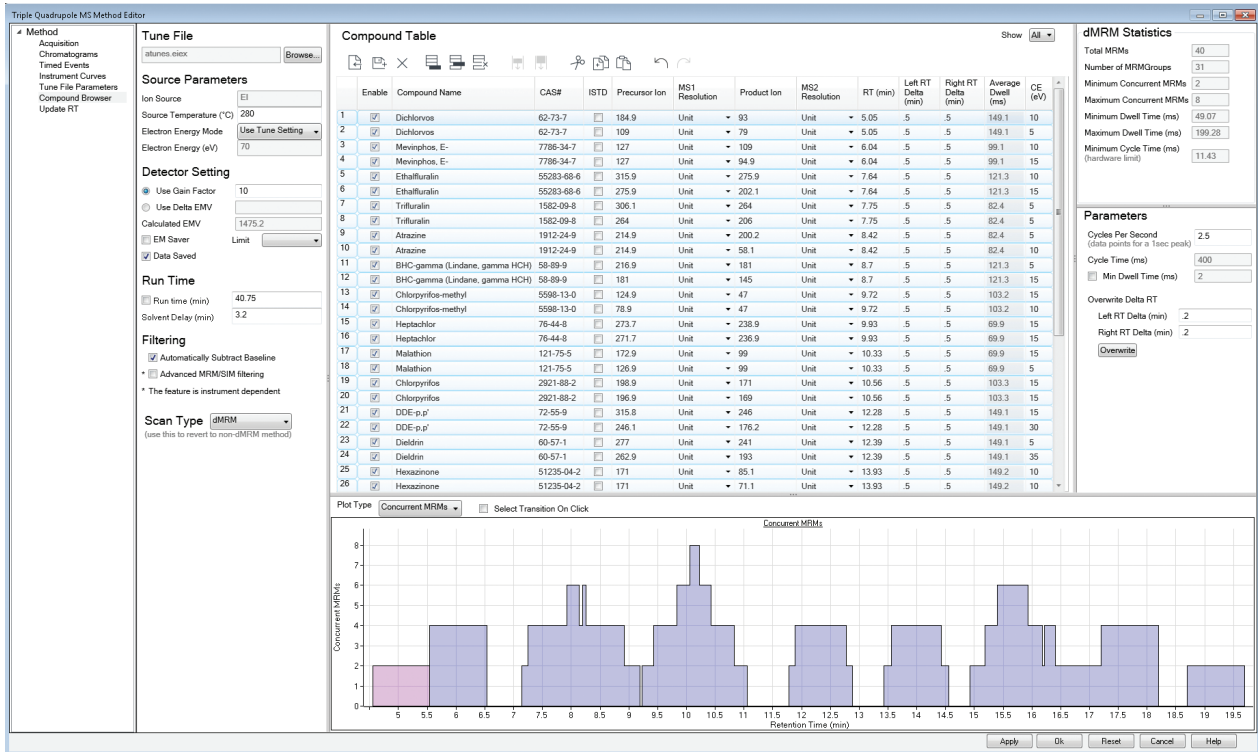 Triple Quadrupole MS Method Editor
Method
Acquisition
Chromatograms
Timed Events
Instrument Curves
Tune File Parameters
Compound Browser
Update RT
Tune File
atunes.eiex Browse...
Source Parameters
Ion Source EI
Source Temperature (°C) 280
Electron Energy Mode Use Tune Setting
Electron Energy (eV) 70
Detector Setting
Use Gain Factor 10
Use Delta EMV
Calculated EMV 1475.2
EM Saver Limit
Data Saved
Run Time
Run time (min) 40.75
Solvent Delay (min) 3.2
Filtering
Automatically Subtract Baseline
* Advanced MRM/SIM filtering
* The feature is instrument dependent
Scan Type dMRM
(use this to revert to non-dMRM method)
Compound Table Show All
Enable Compound Name CAS# ISTD Precursor Ion MS1 Resolution Product Ion MS2 Resolution RT (min) Left RT Delta (min) Right RT Delta (min) Average Dwell (ms) CE (eV)
1 Dichlorvos 62-73-7 184.9 Unit 93 Unit 5.05 .5 .5 149.1 10
2 Dichlorvos 62-73-7 109 Unit 79 Unit 5.05 .5 .5 149.1 5
3 Mevinphos, E- 7786-34-7 127 Unit 109 Unit 6.04 .5 .5 99.1 10
4 Mevinphos, E- 7786-34-7 127 Unit 94.9 Unit 6.04 .5 .5 99.1 15
5 Ethalfluralin 55283-68-6 315.9 Unit 275.9 Unit 7.64 .5 .5 121.3 10
6 Ethalfluralin 55283-68-6 275.9 Unit 202.1 Unit 7.64 .5 .5 121.3 15
7 Trifluralin 1582-09-8 306.1 Unit 264 Unit 7.75 .5 .5 82.4 5
8 Trifluralin 1582-09-8 264 Unit 206 Unit 7.75 .5 .5 82.4 5
9 Atrazine 1912-24-9 214.9 Unit 200.2 Unit 8.42 .5 .5 82.4 5
10 Atrazine 1912-24-9 214.9 Unit 58.1 Unit 8.42 .5 .5 82.4 10
11 BHC-gamma (Lindane, gamma HCH) 58-89-9 216.9 Unit 181 Unit 8.7 .5 .5 121.3 5
12 BHC-gamma (Lindane, gamma HCH) 58-89-9 181 Unit 145 Unit 8.7 .5 .5 121.3 15
13 Chlorpyrifos-methyl 5598-13-0 124.9 Unit 47 Unit 9.72 .5 .5 103.2 15
14 Chlorpyrifos-methyl 5598-13-0 78.9 Unit 47 Unit 9.72 .5 .5 103.2 10
15 Heptachlor 76-44-8 273.7 Unit 238.9 Unit 9.93 .5 .5 69.9 15
16 Heptachlor 76-44-8 271.7 Unit 236.9 Unit 9.93 .5 .5 69.9 15
17 Malathion 121-75-5 172.9 Unit 99 Unit 10.33 .5 .5 69.9 15
18 Malathion 121-75-5 126.9 Unit 99 Unit 10.33 .5 .5 69.9 5
19 Chlorpyrifos 2921-88-2 198.9 Unit 171 Unit 10.56 .5 .5 103.3 15
20 Chlorpyrifos 2921-88-2 196.9 Unit 169 Unit 10.56 .5 .5 103.3 15
21 DDE-p,p' 72-55-9 315.8 Unit 246 Unit 12.28 .5 .5 149.1 15
22 DDE-p,p' 72-55-9 246.1 Unit 176.2 Unit 12.28 .5 .5 149.1 30
23 Dieldrin 60-57-1 277 Unit 241 Unit 12.39 .5 .5 149.1 5
24 Dieldrin 60-57-1 262.9 Unit 193 Unit 12.39 .5 .5 149.1 35
25 Hexazinone 51235-04-2 171 Unit 85.1 Unit 13.93 .5 .5 149.2 10
26 Hexazinone 51235-04-2 171 Unit 71.1 Unit 13.93 .5 .5 149.2 10
dMRM Statistics
Total MRMs 40
Number of MRMGroups 31
Minimum Concurrent MRMs 2
Maximum Concurrent MRMs 8
Minimum Dwell Time (ms) 49.07
Maximum Dwell Time (ms) 199.28
Minimum Cycle Time (ms) 11.43
(hardware limit)
Parameters
Cycles Per Second 2.5
(data points for a 1sec peak)
Cycle Time (ms) 400
Min Dwell Time (ms) 2
Overwrite Delta RT
Left RT Delta (min) .2
Right RT Delta (min) .2
Overwrite
Plot Type Concurrent MRMs Select Transition On Click
Concurrent MRMs
Concurrent MRMs
8
7
6
5
4
3
2
1
0
5 5.5 6 6.5 7 7.5 8 8.5 9 9.5 10 10.5 11 11.5 12 12.5 13 13.5 14 14.5 15 15.5 16 16.5 17 17.5 18 18.5 19 19.5
Retention Time (min)
Apply Ok Reset Cancel Help